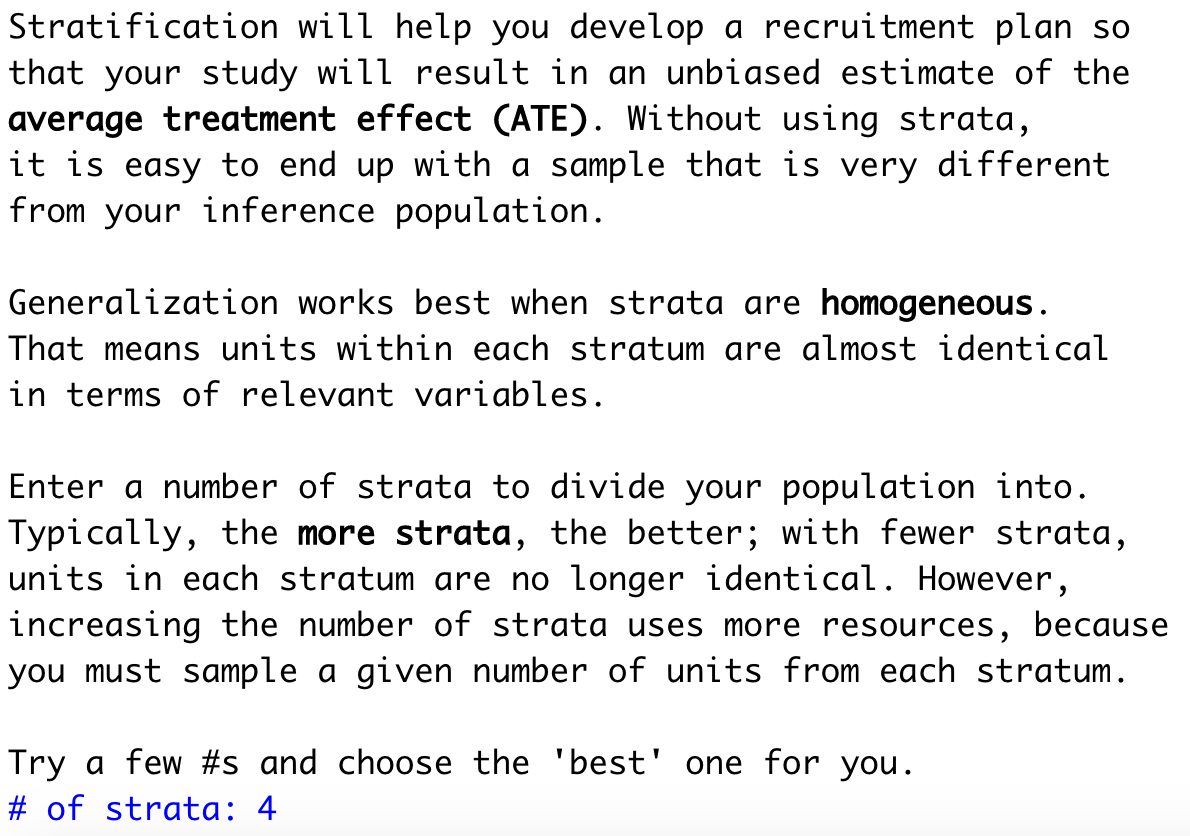 Stratification will help you develop a recruitment plan so
that your study will result in an unbiased estimate of the
average treatment effect (ATE). Without using strata,
it is easy to end up with a sample that is very different
from your inference population.
Generalization works best when strata are homogeneous.
That means units within each stratum are almost identical
in terms of relevant variables.
Enter a number of strata to divide your population into.
Typically, the more strata, the better; with fewer strata,
units in each stratum are no longer identical. However,
increasing the number of strata uses more resources, because
you must sample a given number of units from each stratum.
Try a few #s and choose the 'best' one for you.
# of strata: 4